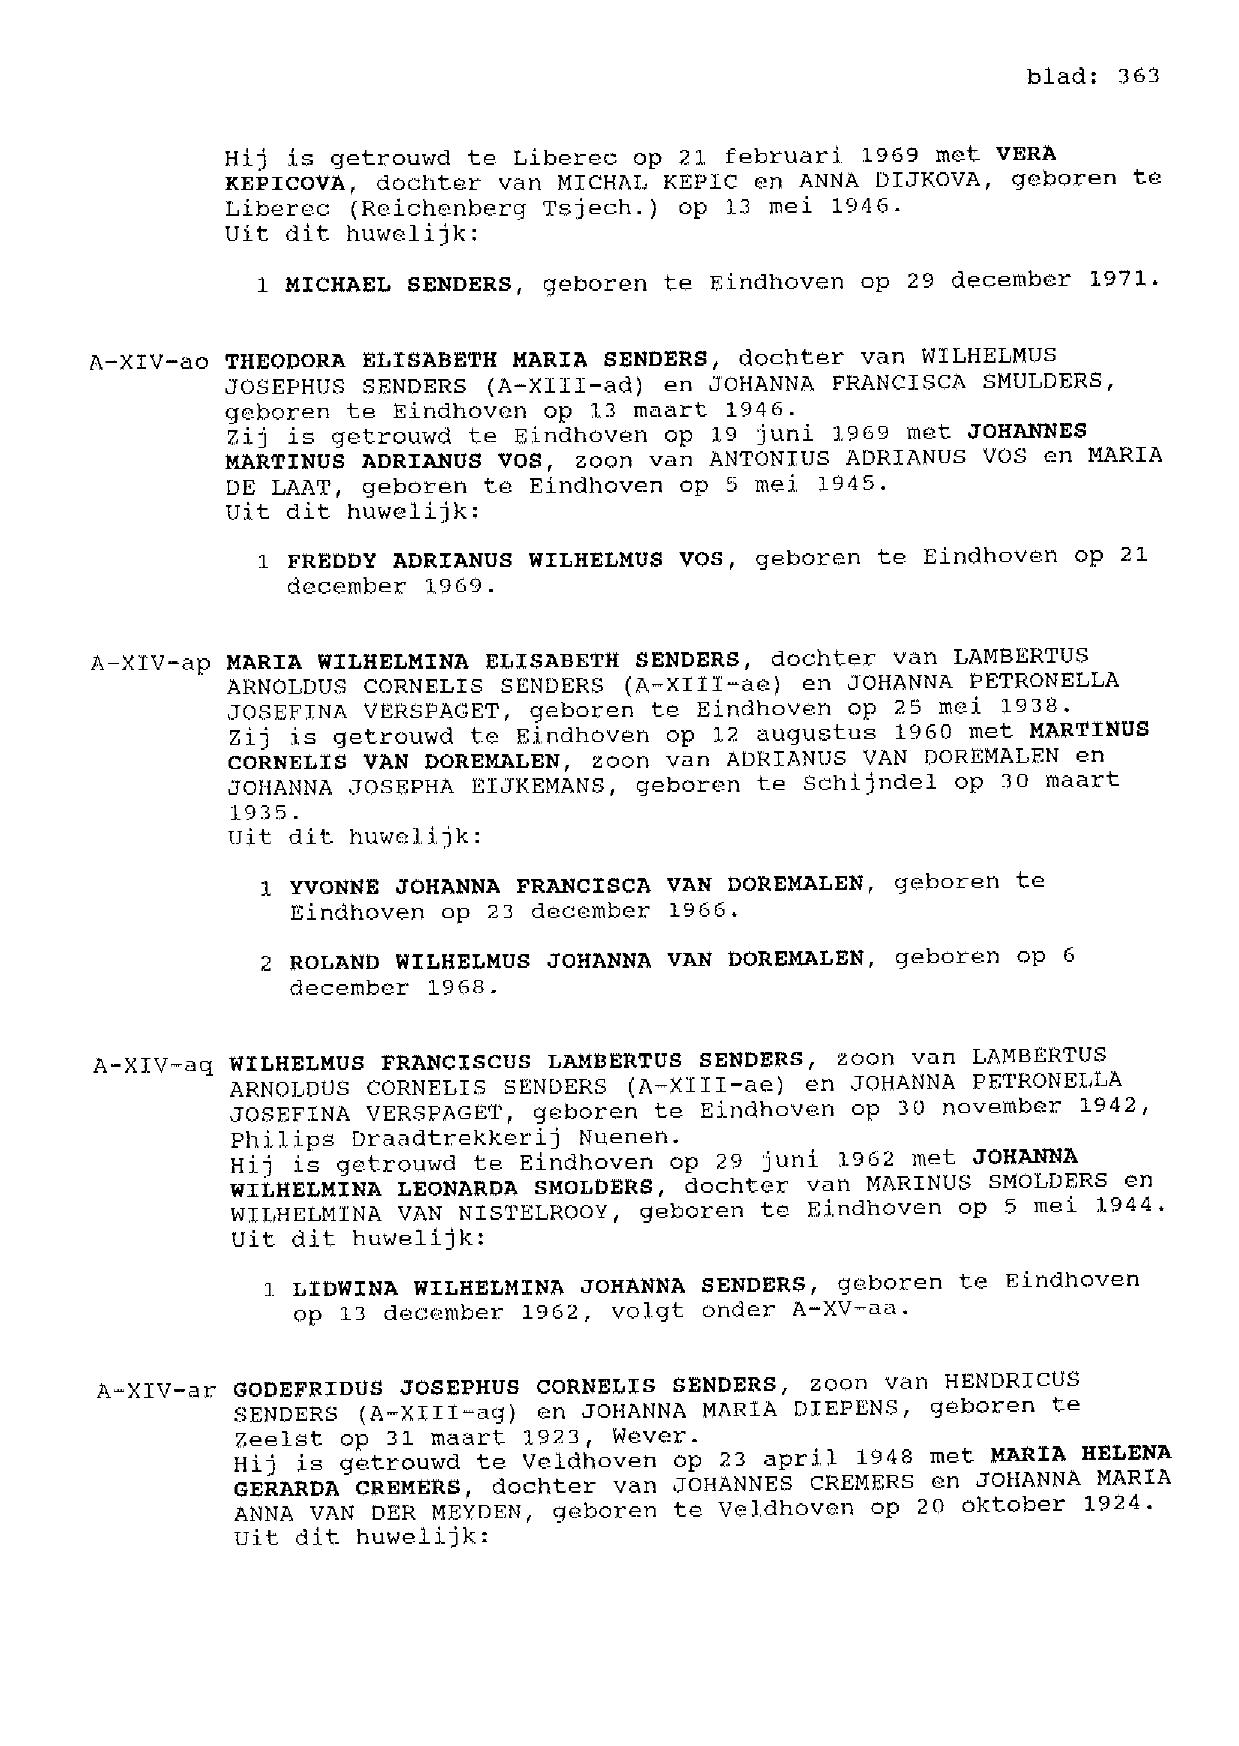 blad: 363
Hij is getrouwd te Liberec op 21 februari 1969 met VERA
KEPICOVA, dochter van MICHAL KEPIC en ANNA DIJKOVA, geboren te
Liberec (Reichenberg Tsjech.) op 13 mei 1946.
Uit dit huwelijk:
1 MICHAEL SENDERS, geboren te Eindhoven op 29 december 1971.
A-XIV-ao THEODORA ELISABETH MARIA SENDERS, dochter van WILHELMUS
JOSEPHUS SENDERS (A-XIII-ad) en JOHANNA FRANCISCA SMULDERS,
geboren te Eindhoven op 13 maart 1946.
Zij is getrouwd te Eindhoven op 19 juni 1969 met JOHANNES
MARTINUS ADRIANUS VOS, zoon van ANTONIUS ADRIANUS VOS en MARIA
DE LAAT, geboren te Eindhoven op 5 mei 1945.
Uit dit huwelijk:
1 FREDDY ADRIANUS WILHELMUS VOS, geboren te Eindhoven op 21
december 1969.
A-XIV-ap MARIA WILHELMINA ELISABETH SENDERS, dochter van LAMBERTUS
ARNOLDUS CORNELIS SENDERS (A-XIII-ae) en JOHANNA PETRONELLA
JOSEFINA VERSPAGET, geboren te Eindhoven op 25 mei 1938.
Zij is getrouwd te Eindhoven op 12 augustus 1960 met MARTINUS
CORNELIS VAN DOREMALEN, zoon van ADRIANUS VAN DOREMALEN en
JOHANNA JOSEPHA EIJKEMANS, geboren te Schijndel op 30 maart
1935.
Uit dit huwelijk:
1 YVONNE JOHANNA FRANCISCA VAN DOREMALEN, geboren te
Eindhoven op 23 december 1966.
2 ROLAND WILHELMUS JOHANNA VAN DOREMALEN, geboren op 6
december 1968.
A-XIV-aq WILHELMUS FRANCISCUS LAMBERTUS SENDERS, zoon van LAMBERTUS
ARNOLDUS CORNELIS SENDERS (A-XIII-ae) en JOHANNA PETRONELLA
JOSEFINA VERSPAGET, geboren te Eindhoven op 30 november 1942,
Philips Draadtrekkerij Nuenen.
Hij is getrouwd te Eindhoven op 29 juni 1962 met JOHANNA
WILHELMINA LEONARDA SMOLDERS, dochter van MARINUS SMOLDERS en
WILHELMINA VAN NISTELROOY, geboren te Eindhoven op 5 mei 1944.
Uit dit huwelijk:
1 LIDWINA WILHELMINA JOHANNA SENDERS, geboren te Eindhoven
op 13 december 1962, volgt onder A-XV-aa.
A-XIV-ar GODEFRIDUS JOSEPHUS CORNELIS SENDERS, zoon van HENDRICUS
SENDERS (A-XIII-ag) en JOHANNA MARIA DIEPENS, geboren te
Zeelst op 31 maart 1923, Wever.
Hij is getrouwd te Veldhoven op 23 april 1948 met MARIA HELENA
GERARDA CREMERS, dochter van JOHANNES CREMERS en JOHANNA MARIA
ANNA VAN DER MEYDEN, geboren te Veldhoven op 20 oktober 1924.
Uit dit huwelijk: